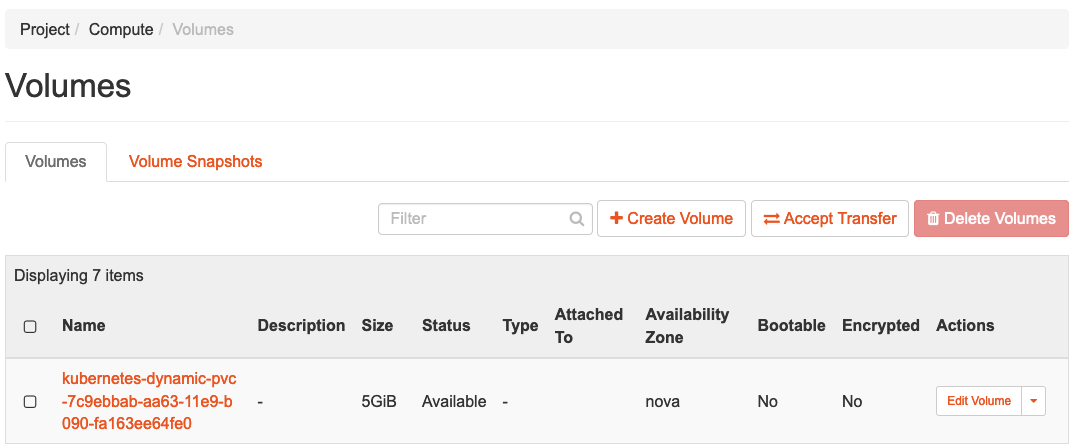 Project / Compute / Volumes
Volumes
Volumes Volume Snapshots
Filter Create Volume Accept Transfer Delete Volumes
Displaying 7 items
Name Description Size Status Type Attached To Availability Zone Bootable Encrypted Actions
kubernetes-dynamic-pvc
-7c9ebbab-aa63-11e9-b
090-fa163ee64fe0
- 5GiB Available - nova No No Edit Volume